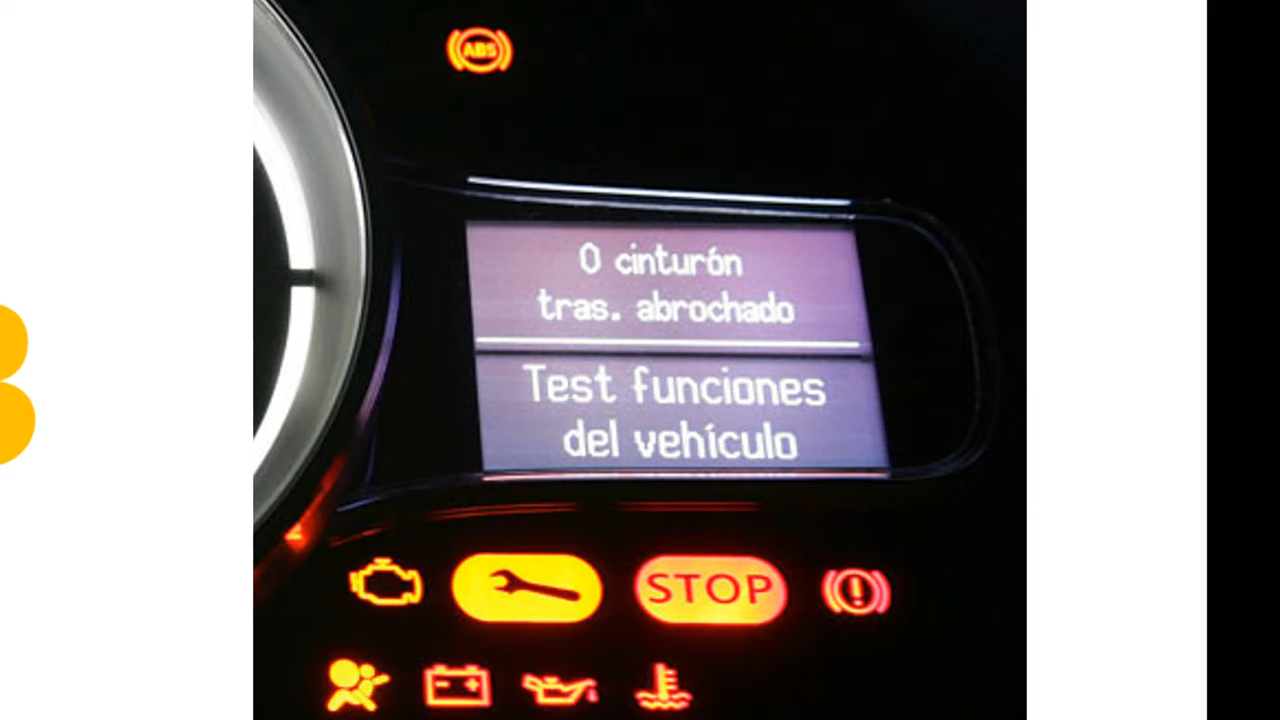 ABS
0 cinturón
tras. abrochado
Test funciones
del vehículo
STOP